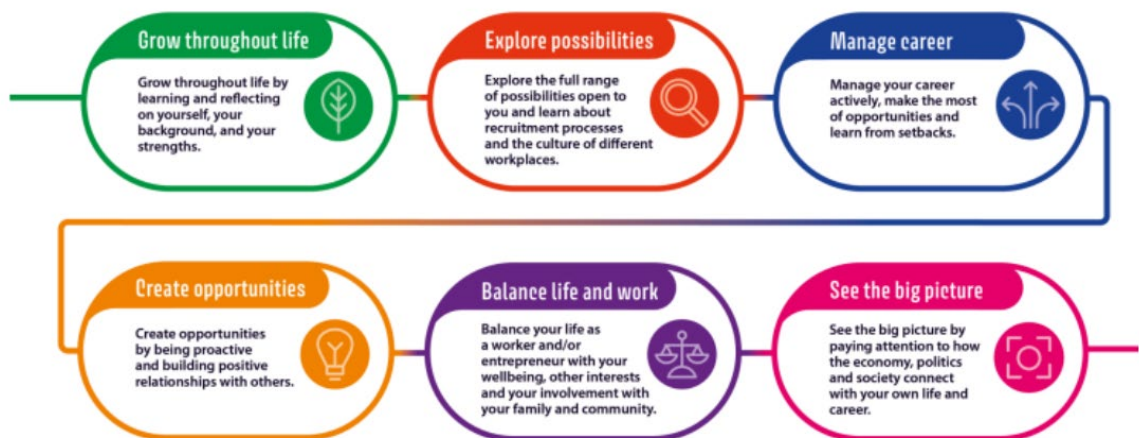 Grow throughout life
Grow throughout life by
learning and reflecting
on yourself, your
background, and your
strengths.
Explore possibilities
Explore the full range
of possibilities open to
you and learn about
recruitment processes
and the culture of different
workplaces.
Manage career
Manage your career
actively, make the most
of opportunities and
learn from setbacks.
Create opportunities
Create opportunities
by being proactive
and building positive
relationships with others.
Balance life and work
Balance your life as
a worker and/or
entrepreneur with your
wellbeing, other interests
and your involvement with
your family and community.
See the big picture
See the big picture by
paying attention to how
the economy, politics
and society connect
with your own life and
career.